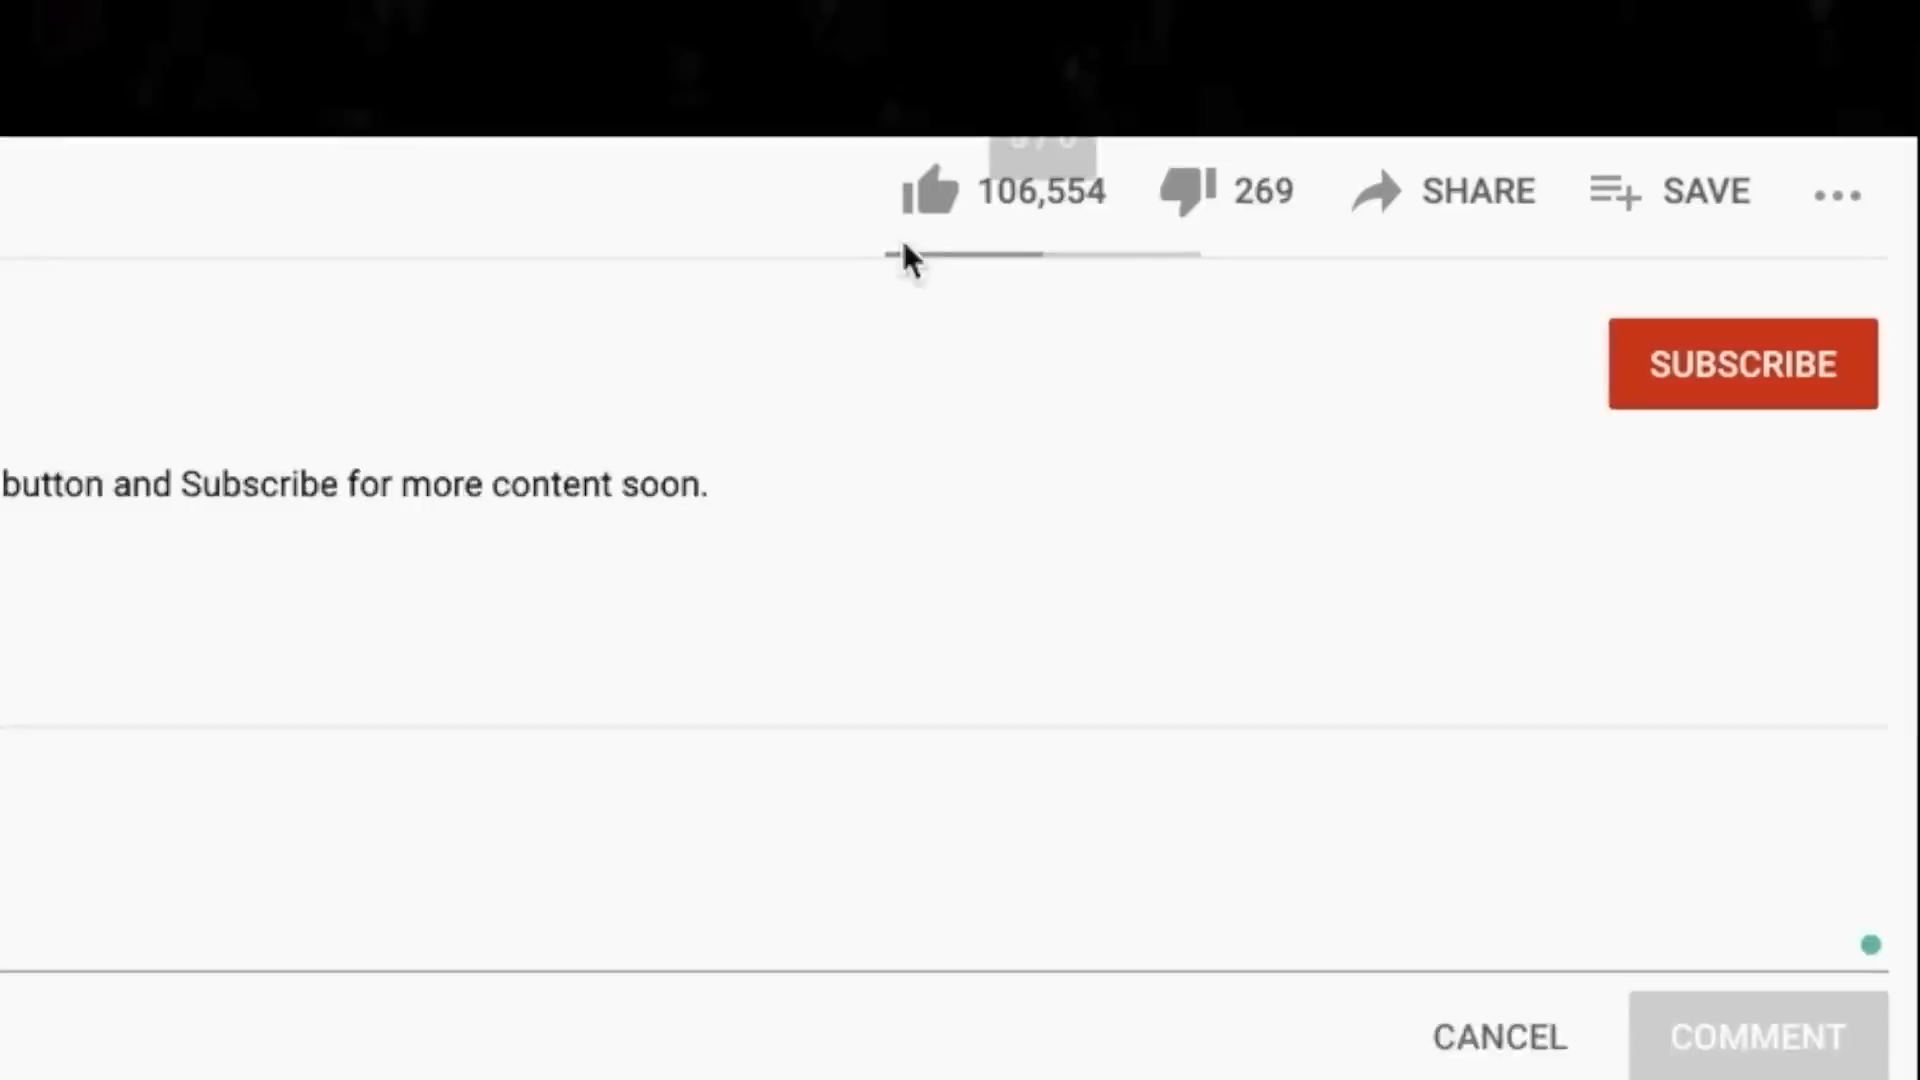 106,554 269 SHARE SAVE
SUBSCRIBE
button and Subscribe for more content soon.
CANCEL COMMENT